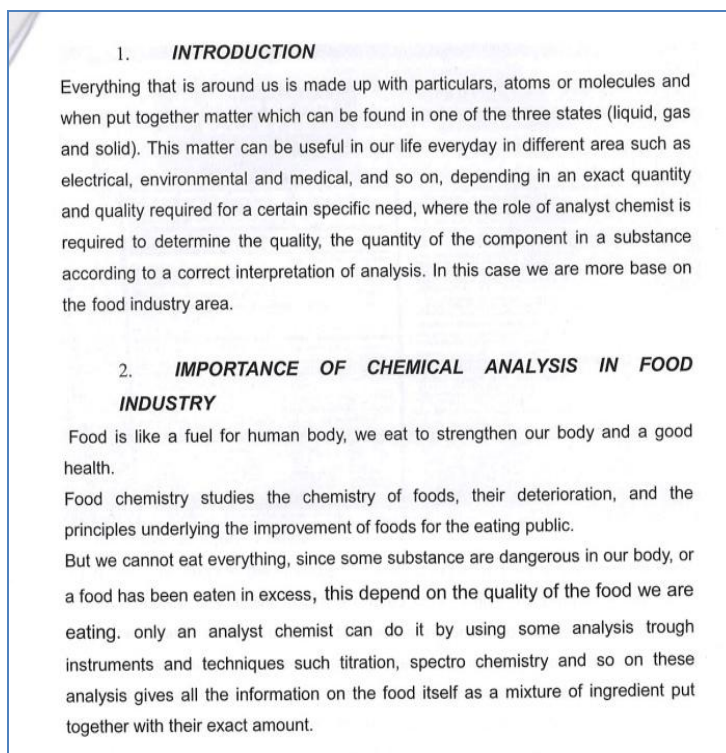 1. INTRODUCTION
Everything that is around us is made up with particulars, atoms or molecules and
when put together matter which can be found in one of the three states (liquid, gas
and solid). This matter can be useful in our life everyday in different area such as
electrical, environmental and medical, and so on, depending in an exact quantity
and quality required for a certain specific need, where the role of analyst chemist is
required to determine the quality, the quantity of the component in a substance
according to a correct interpretation of analysis. In this case we are more base on
the food industry area.
2. IMPORTANCE OF CHEMICAL ANALYSIS IN FOOD
INDUSTRY
Food is like a fuel for human body, we eat to strengthen our body and a good
health.
Food chemistry studies the chemistry of foods, their deterioration, and the
principles underlying the improvement of foods for the eating public.
But we cannot eat everything, since some substance are dangerous in our body, or
a food has been eaten in excess, this depend on the quality of the food we are
eating. only an analyst chemist can do it by using some analysis trough
instruments and techniques such titration, spectro chemistry and so on these
analysis gives all the information on the food itself as a mixture of ingredient put
together with their exact amount.